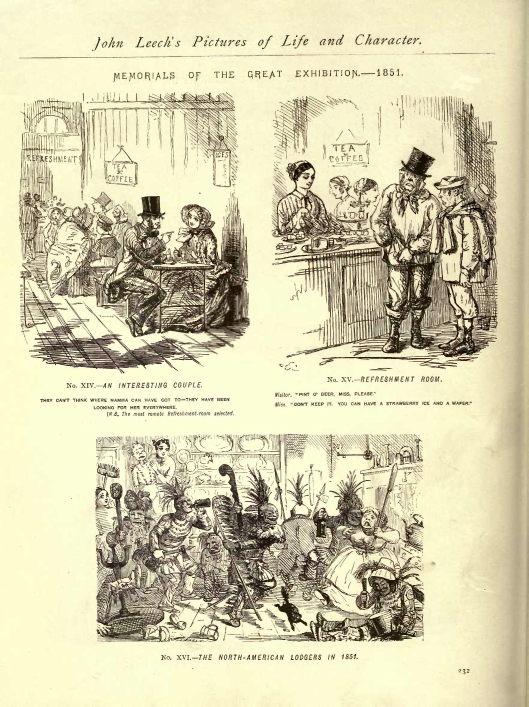 John Leech's Pictures of Life and Character.
MEMORIALS OF THE GREAT EXHIBITION.—1851.
REFRESHMENT
TEA
&
COFFEE
ICES
TEA
&
COFFEE
No. XIV.—AN INTERESTING COUPLE.
THEY CAN'T THINK WHERE MAMMA CAN HAVE GOT TO—THEY HAVE BEEN
LOOKING FOR HER EVERYWHERE.
[N.B., The most remote Refreshment-room selected.
No. XV.—REFRESHMENT ROOM.
Visitor. "PINT O' BEER, MISS, PLEASE."
Miss. "DON'T KEEP IT. YOU CAN HAVE A STRAWBERRY ICE AND A WAFER."
No. XVI.—THE NORTH-AMERICAN LODGERS IN 1851.
232